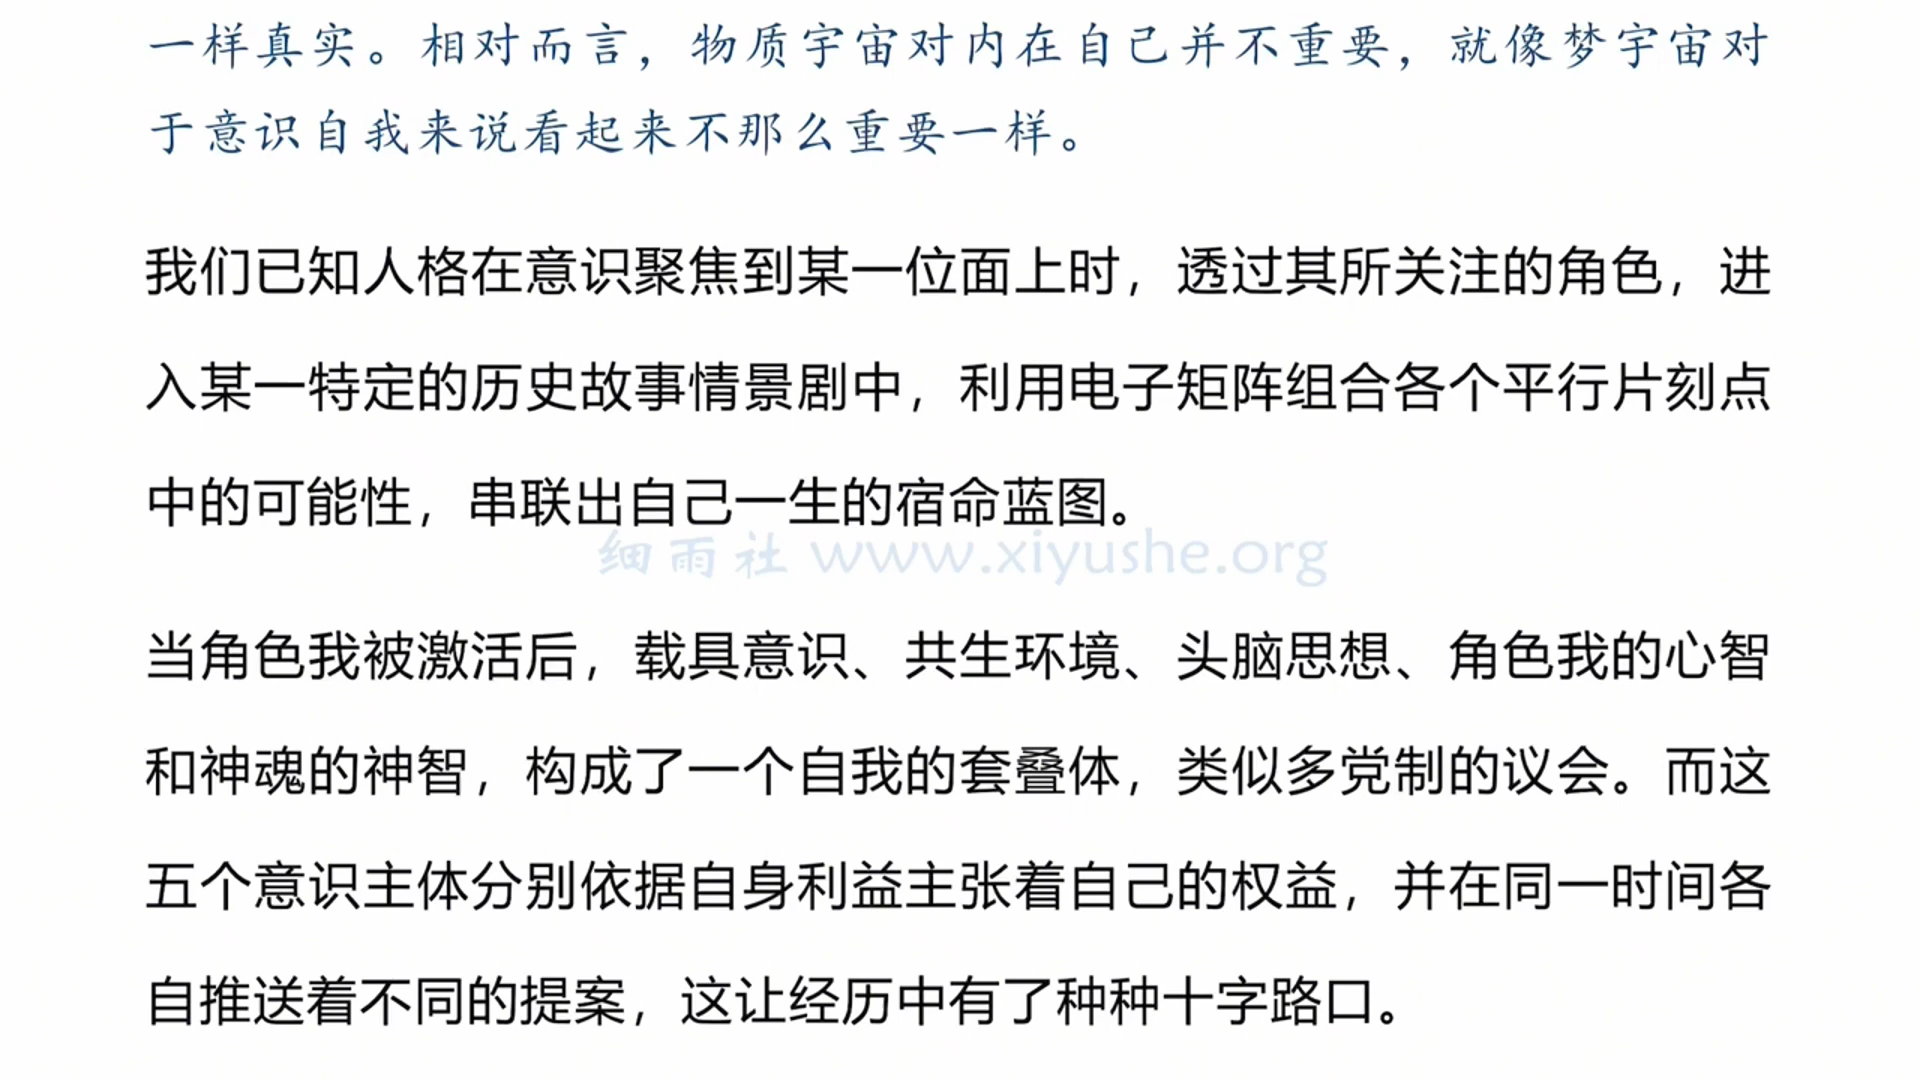 一样真实。相对而言，物质宇宙对内在自己并不重要，就像梦宇宙对
于意识自我来说看起来不那么重要一样。
我们已知人格在意识聚焦到某一位面上时，透过其所关注的角色，进
入某一特定的历史故事情景剧中，利用电子矩阵组合各个平行片刻点
中的可能性，串联出自己一生的宿命蓝图。
细雨社 www.xiyushe.org
当角色我被激活后，载具意识、共生环境、头脑思想、角色我的心智
和神魂的神智，构成了一个自我的套叠体，类似多党制的议会。而这
五个意识主体分别依据自身利益主张着自己的权益，并在同一时间各
自推送着不同的提案，这让经历中有了种种十字路口。